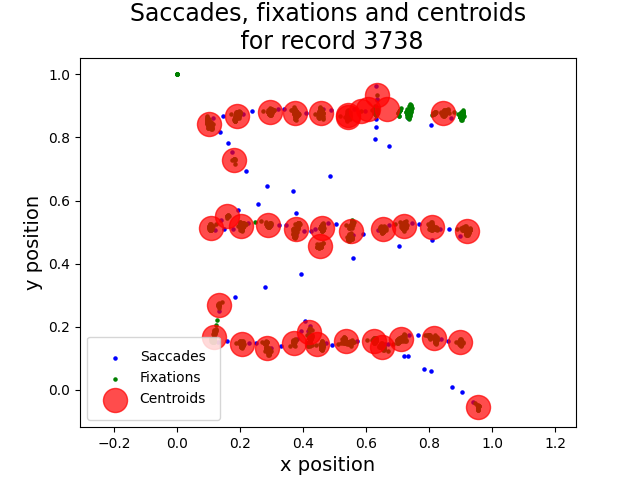 Saccades, fixations and centroids
for record 3738
1.0
0.8
0.6
0.4
0.2
0.0
y position
Saccades
Fixations
Centroids
−0.2
0.0
0.2
0.4
0.6
0.8
1.0
1.2
x position